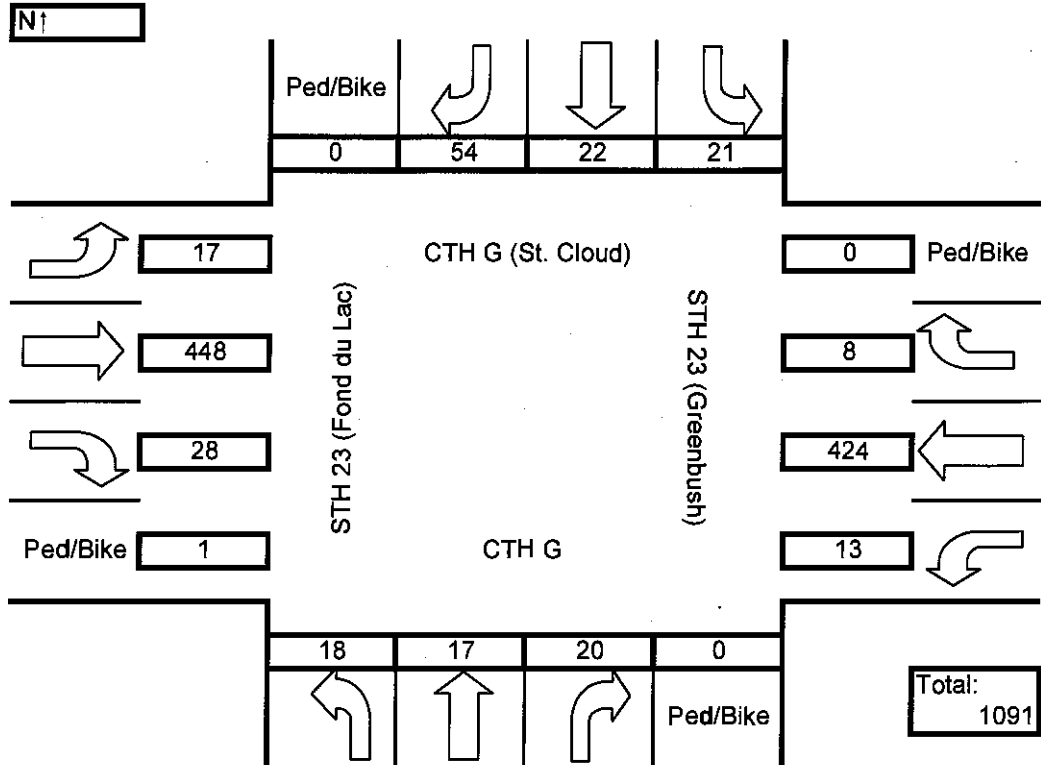 N↑
Ped/Bike
0 54 22 21
17
CTH G (St. Cloud)
0 Ped/Bike
448
STH 23 (Fond du Lac)
STH 23 (Greenbush)
8
28
424
Ped/Bike 1
CTH G
13
18 17 20 0
Ped/Bike
Total:
1091